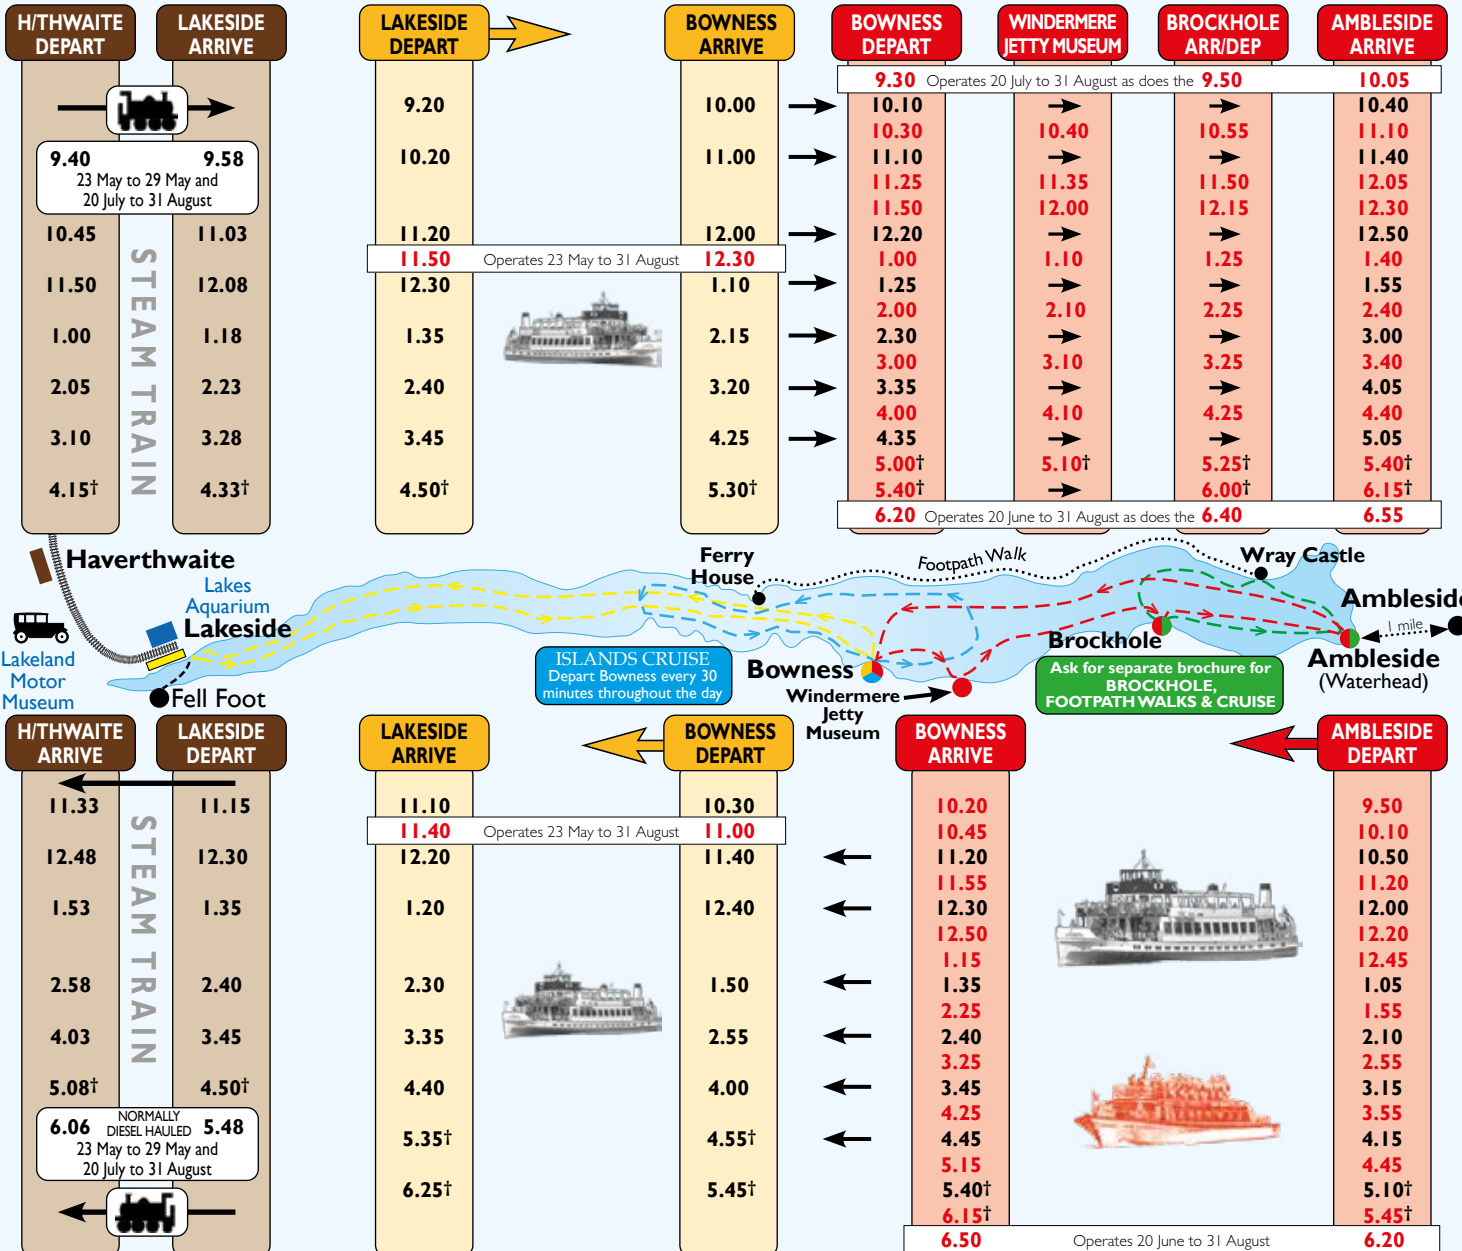 H/THWAITE DEPART
LAKESIDE ARRIVE
LAKESIDE DEPART
BOWNESS ARRIVE
BOWNESS DEPART
WINDERMERE JETTY MUSEUM
BROCKHOLE ARR/DEP
AMBLESIDE ARRIVE
9.30 Operates 20 July to 31 August as does the 9.50 10.05
9.20 10.00 10.10 10.40
10.30 10.40 10.55 11.10
9.40 9.58
23 May to 29 May and
20 July to 31 August
10.20 11.00 11.10 11.40
11.25 11.35 11.50 12.05
11.50 12.00 12.15 12.30
10.45 11.03 11.20 12.00 12.20 12.50
11.50 Operates 23 May to 31 August 12.30 1.00 1.10 1.25 1.40
11.50 12.08 12.30 1.10 1.25 1.55
2.00 2.10 2.25 2.40
1.00 1.18 1.35 2.15 2.30 3.00
3.00 3.10 3.25 3.40
2.05 2.23 2.40 3.20 3.35 4.05
4.00 4.10 4.25 4.40
3.10 3.28 3.45 4.25 4.35 5.05
5.00† 5.10† 5.25† 5.40†
4.15† 4.33† 4.50† 5.30† 5.40† 6.00† 6.15†
6.20 Operates 20 June to 31 August as does the 6.40 6.55
STEAM TRAIN
Haverthwaite
Lakes
Aquarium
Lakeside
Lakeland
Motor
Museum
Fell Foot
Ferry
House
Footpath Walk
Wray Castle
Ambleside
1 mile
Brockhole
Ambleside
(Waterhead)
Bowness
Windermere
Jetty
Museum
ISLANDS CRUISE
Depart Bowness every 30
minutes throughout the day
Ask for separate brochure for
BROCKHOLE,
FOOTPATH WALKS & CRUISE
H/THWAITE ARRIVE
LAKESIDE DEPART
LAKESIDE ARRIVE
BOWNESS DEPART
BOWNESS ARRIVE
AMBLESIDE DEPART
11.33 11.15 11.10 10.30 10.20 9.50
11.40 Operates 23 May to 31 August 11.00 10.45 10.10
12.48 12.30 12.20 11.40 11.20 10.50
11.55 11.20
1.53 1.35 1.20 12.40 12.30 12.00
12.50 12.20
1.15 12.45
2.58 2.40 2.30 1.50 1.35 1.05
2.25 1.55
4.03 3.45 3.35 2.55 2.40 2.10
3.25 2.55
5.08† 4.50† 4.40 4.00 3.45 3.15
4.25 3.55
6.06 NORMALLY DIESEL HAULED 5.48
23 May to 29 May and
20 July to 31 August
5.35† 4.55† 4.45 4.15
5.15 4.45
6.25† 5.45† 5.40† 5.10†
6.15† 5.45†
6.50 Operates 20 June to 31 August 6.20
STEAM TRAIN